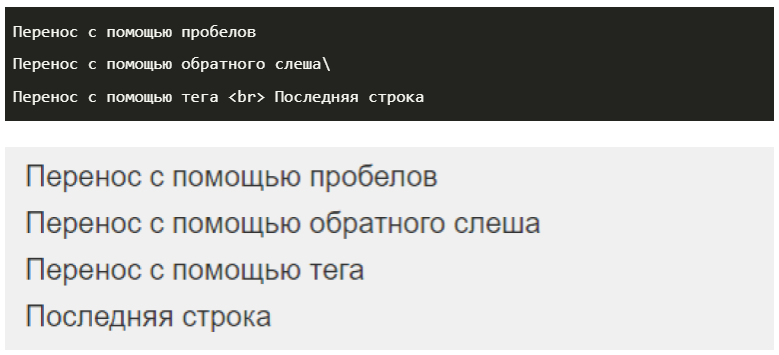 Перенос с помощью пробелов
Перенос с помощью обратного слеша\
Перенос с помощью тега <br> Последняя строка
Перенос с помощью пробелов
Перенос с помощью обратного слеша
Перенос с помощью тега
Последняя строка